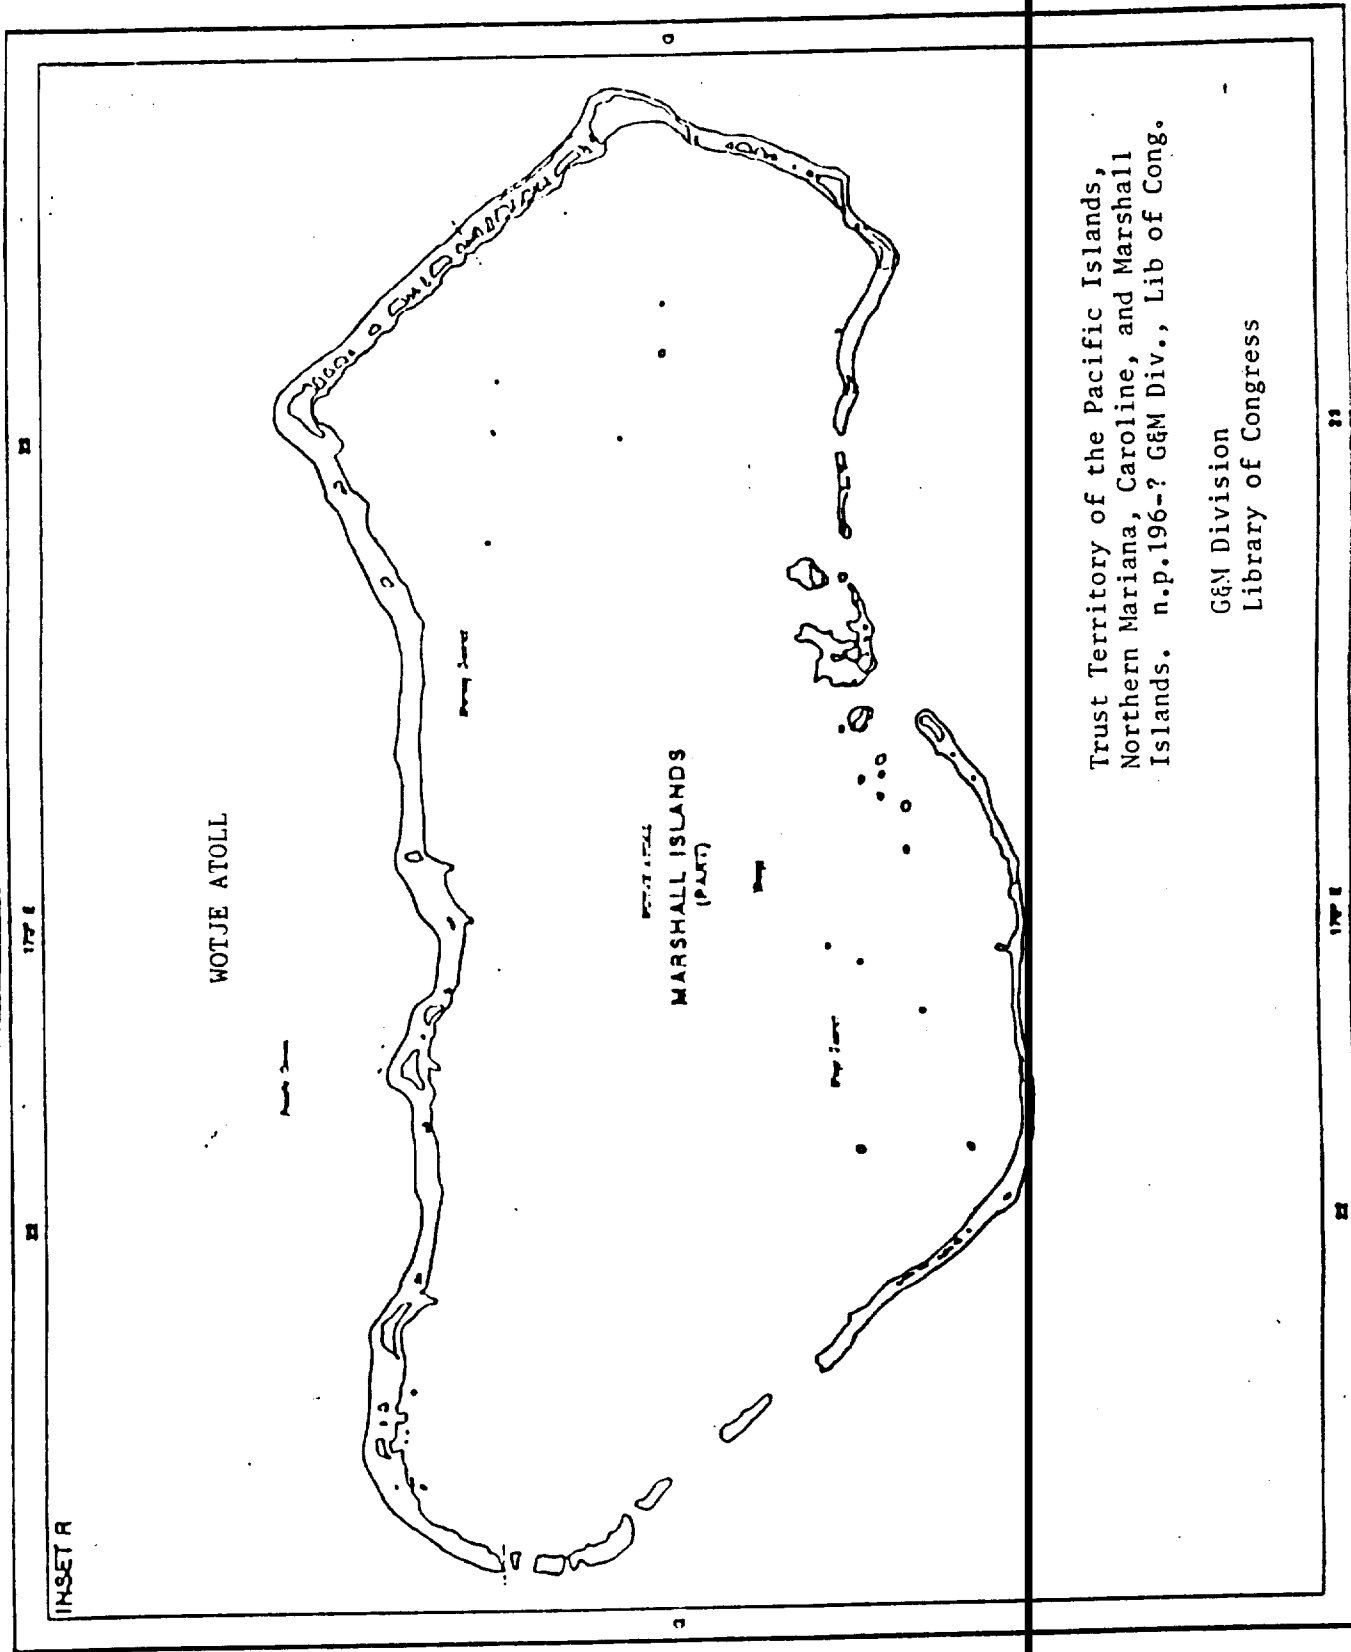 INSET R
WOTJE ATOLL
MARSHALL ISLANDS
(PART)
Trust Territory of the Pacific Islands,
Northern Mariana, Caroline, and Marshall
Islands. n.p.196-? G&M Div., Lib of Cong.
G&M Division
Library of Congress